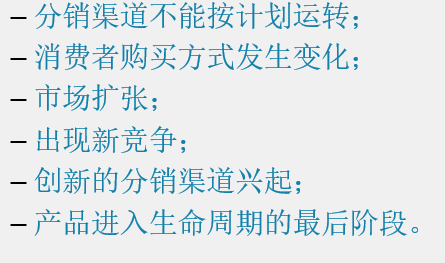 – 分销渠道不能按计划运转；
– 消费者购买方式发生变化；
– 市场扩张；
– 出现新竞争；
– 创新的分销渠道兴起；
– 产品进入生命周期的最后阶段。